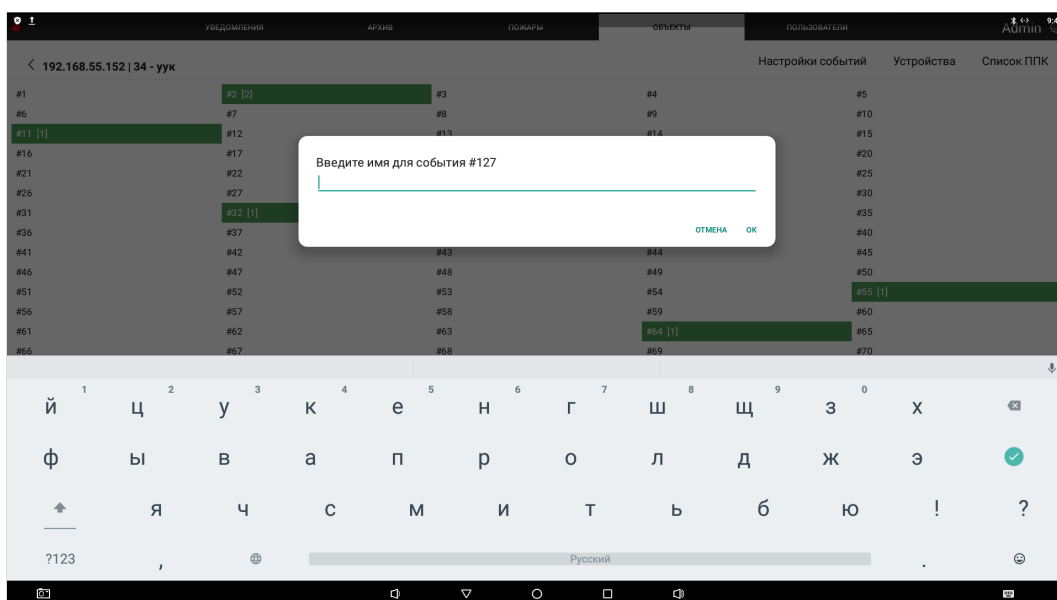 УВЕДОМЛЕНИЯ АРХИВ ПОЖАРЫ ОБЪЕКТЫ ПОЛЬЗОВАТЕЛИ Admin
192.168.55.152 | 34 - уук Настройки событий Устройства Список ППК
#1 #2 [2] #3 #4 #5
#6 #7 #8 #9 #10
#11 [1] #12 #13 #14 #15
#16 #17 #20
#21 #22 #25
#26 #27 #30
#31 #32 [1] #35
#36 #37 #40
#41 #42 #43 #44 #45
#46 #47 #48 #49 #50
#51 #52 #53 #54 #55 [1]
#56 #57 #58 #59 #60
#61 #62 #63 #64 [1] #65
#66 #67 #68 #69 #70
Введите имя для события #127
ОТМЕНА ОК
1 2 3 4 5 6 7 8 9 0
й ц у к е н г ш щ з х
ф ы в а п р о л д ж э
я ч с м и т ь б ю ! ?
?123 , Русский .